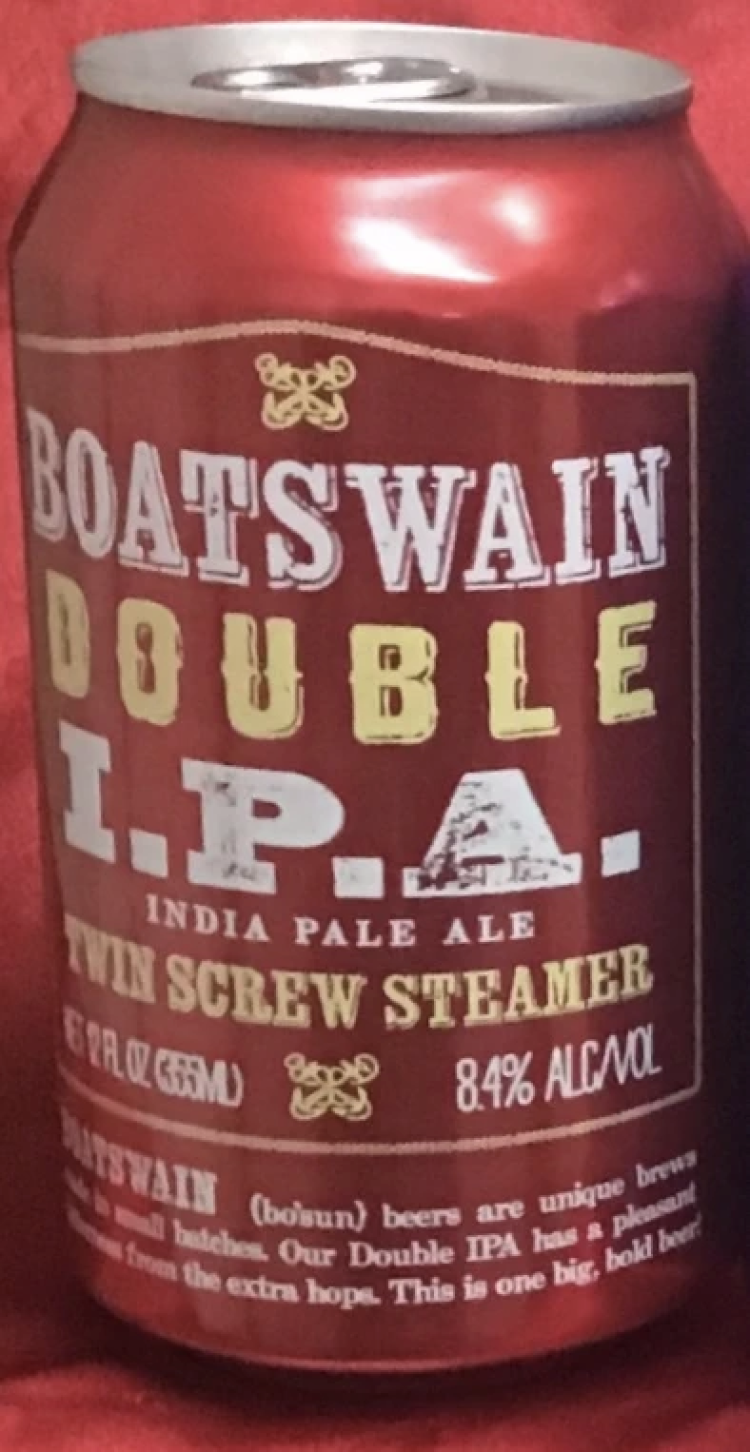 BOATSWAIN
DOUBLE
I.P.A.
INDIA PALE ALE
TWIN SCREW STEAMER
12 FL OZ (355ML) 8.4% ALC/VOL
BOATSWAIN (bo'sun) beers are unique brews
in small batches. Our Double IPA has a pleasant
from the extra hops. This is one big, bold beer!